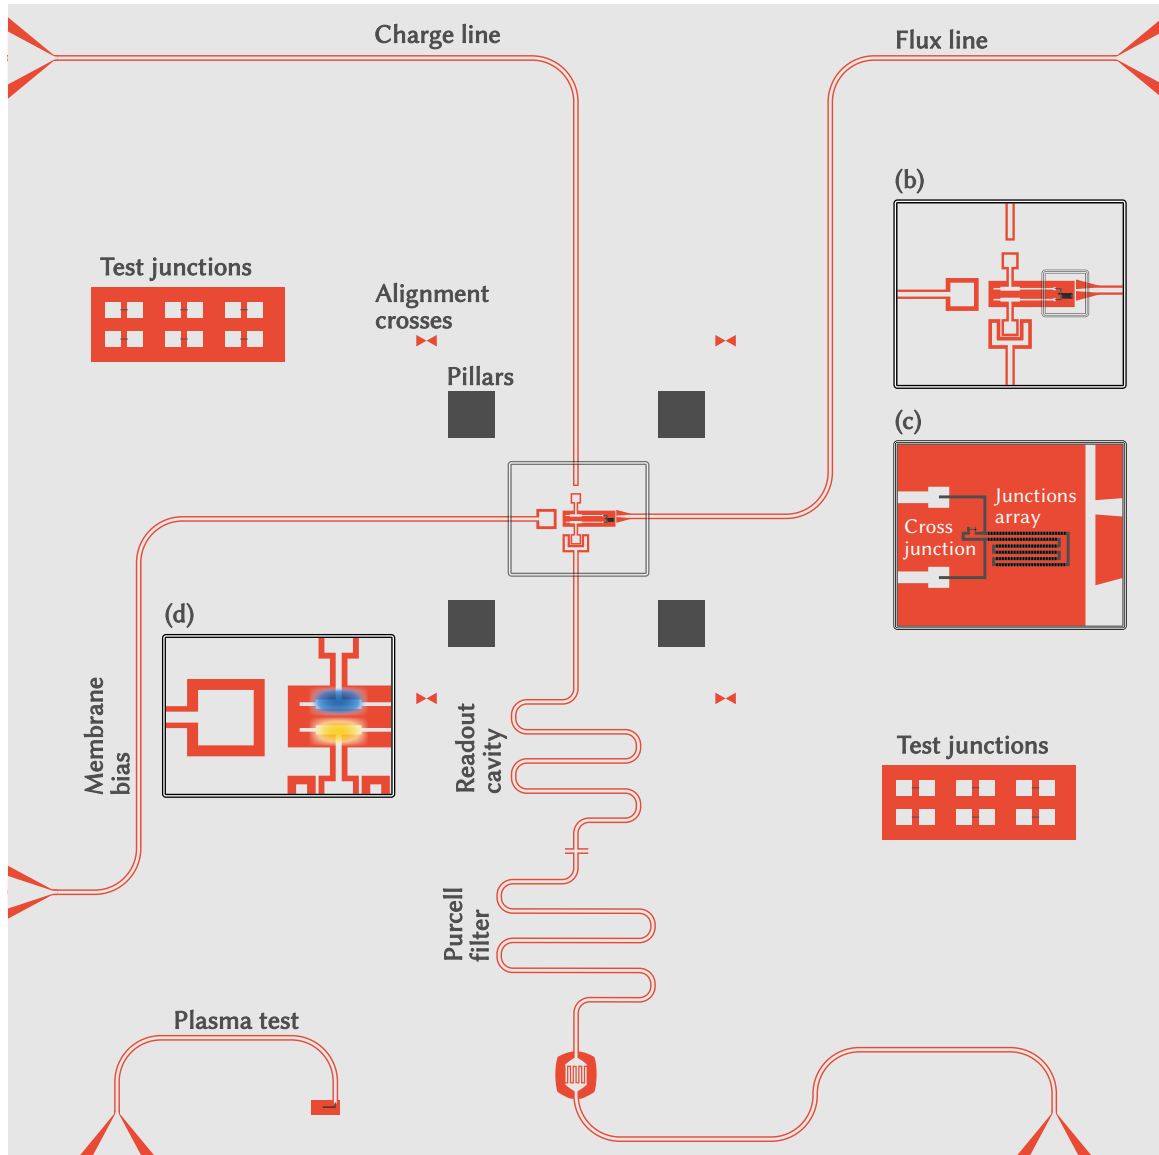 Charge line
Flux line
(b)
Test junctions
Alignment
crosses
Pillars
(c)
Junctions
array
Cross
junction
(d)
Membrane
bias
Readout
cavity
Test junctions
Purcell
filter
Plasma test